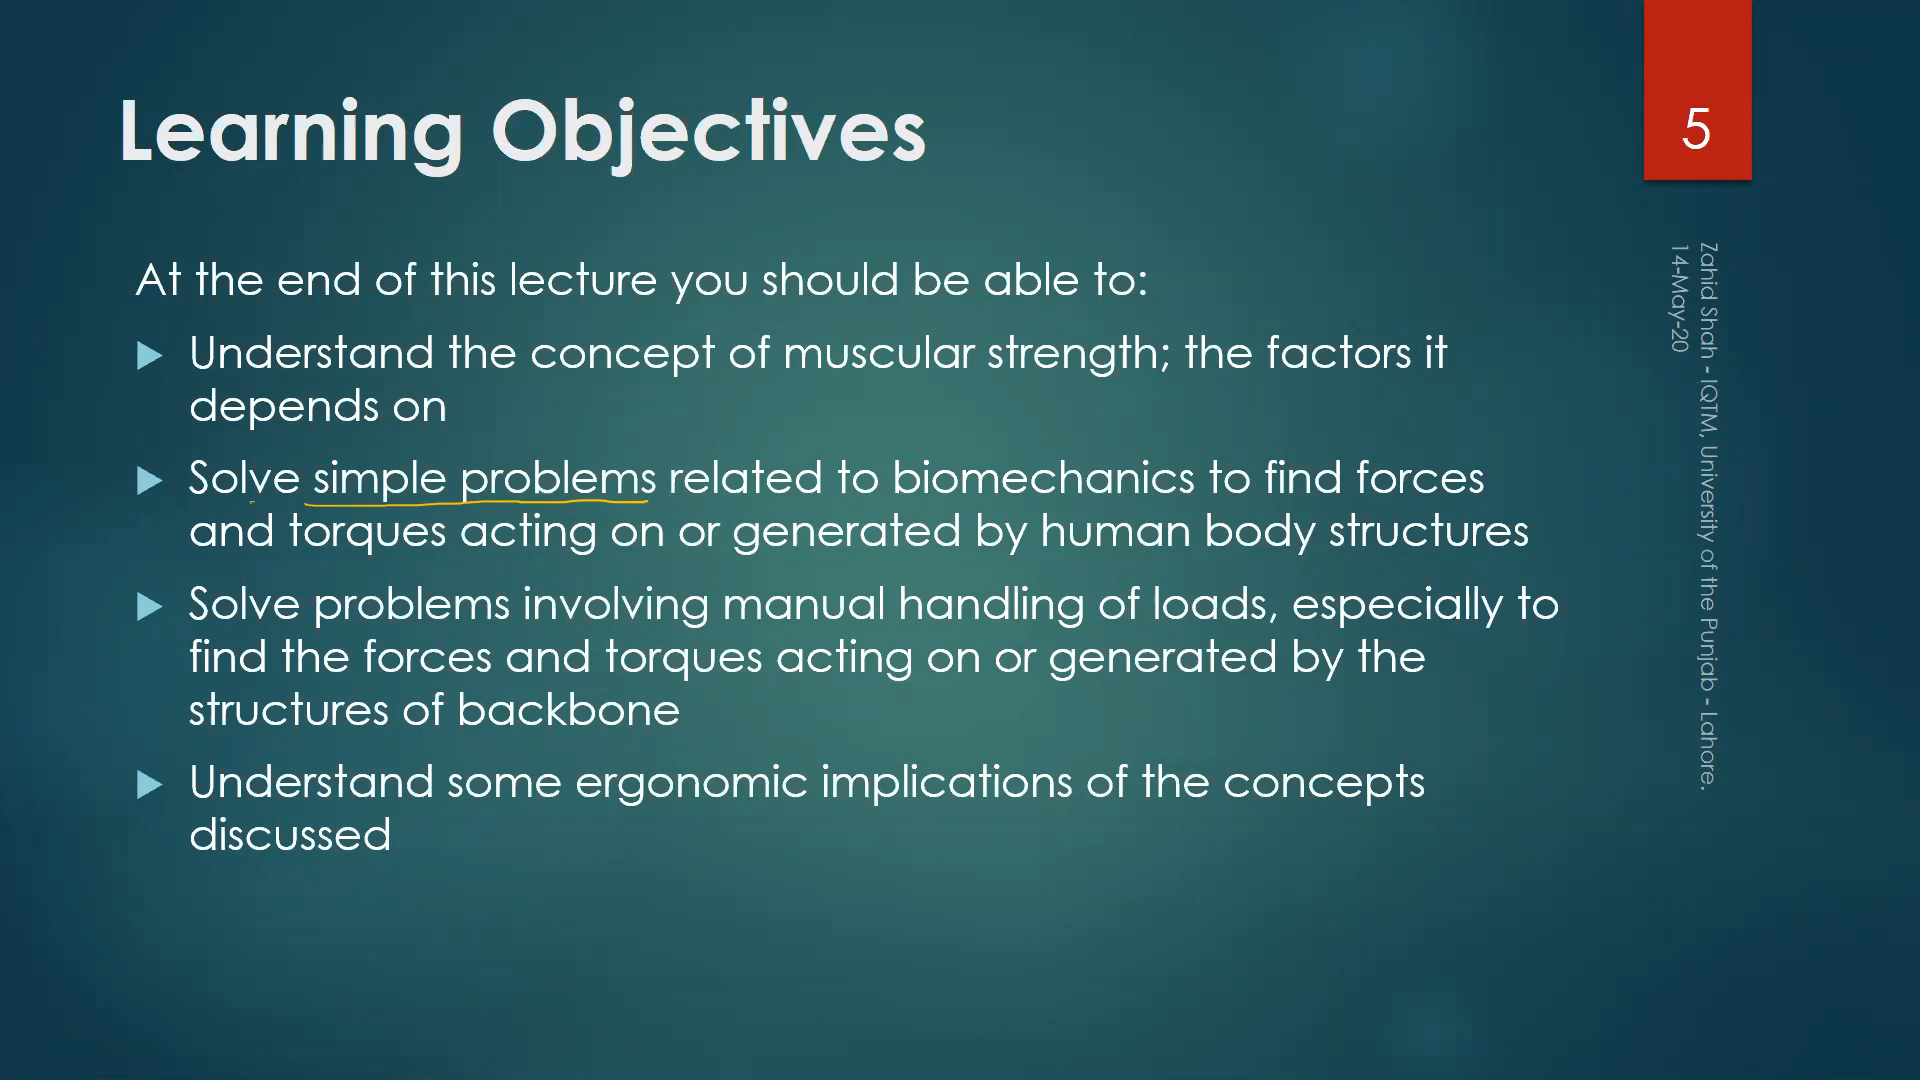 Learning Objectives
5
At the end of this lecture you should be able to:
Understand the concept of muscular strength; the factors it
depends on
Solve simple problems related to biomechanics to find forces
and torques acting on or generated by human body structures
Solve problems involving manual handling of loads, especially to
find the forces and torques acting on or generated by the
structures of backbone
Understand some ergonomic implications of the concepts
discussed
Zahid Shah - IQTM, University of the Punjab - Lahore.
14-May-20